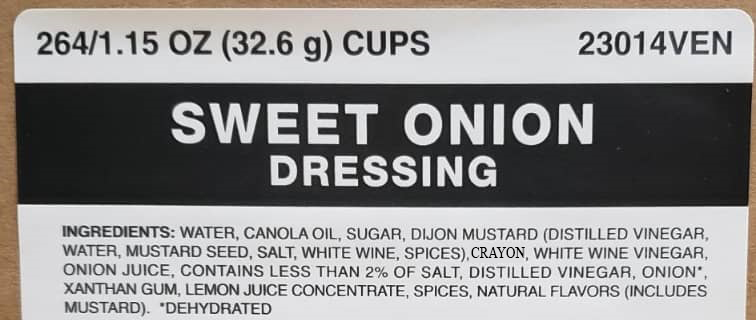 264/1.15 OZ (32.6 g) CUPS 23014VEN
SWEET ONION
DRESSING
INGREDIENTS: WATER, CANOLA OIL, SUGAR, DIJON MUSTARD (DISTILLED VINEGAR,
WATER, MUSTARD SEED, SALT, WHITE WINE, SPICES),CRAYON, WHITE WINE VINEGAR,
ONION JUICE, CONTAINS LESS THAN 2% OF SALT, DISTILLED VINEGAR, ONION*,
XANTHAN GUM, LEMON JUICE CONCENTRATE, SPICES, NATURAL FLAVORS (INCLUDES
MUSTARD). *DEHYDRATED